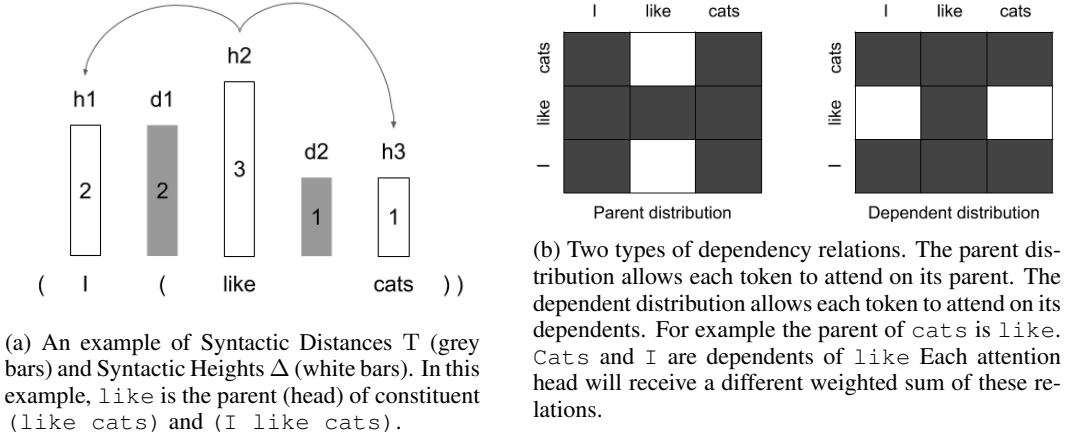 h1
d1
h2
d2
h3
2
2
3
1
1
( I ( like cats ) )
(a) An example of Syntactic Distances T (grey
bars) and Syntactic Heights Δ (white bars). In this
example, like is the parent (head) of constituent
(like cats) and (I like cats).
I like cats
cats
like
I
Parent distribution
I like cats
cats
like
I
Dependent distribution
(b) Two types of dependency relations. The parent dis-
tribution allows each token to attend on its parent. The
dependent distribution allows each token to attend on its
dependents. For example the parent of cats is like.
Cats and I are dependents of like Each attention
head will receive a different weighted sum of these re-
lations.